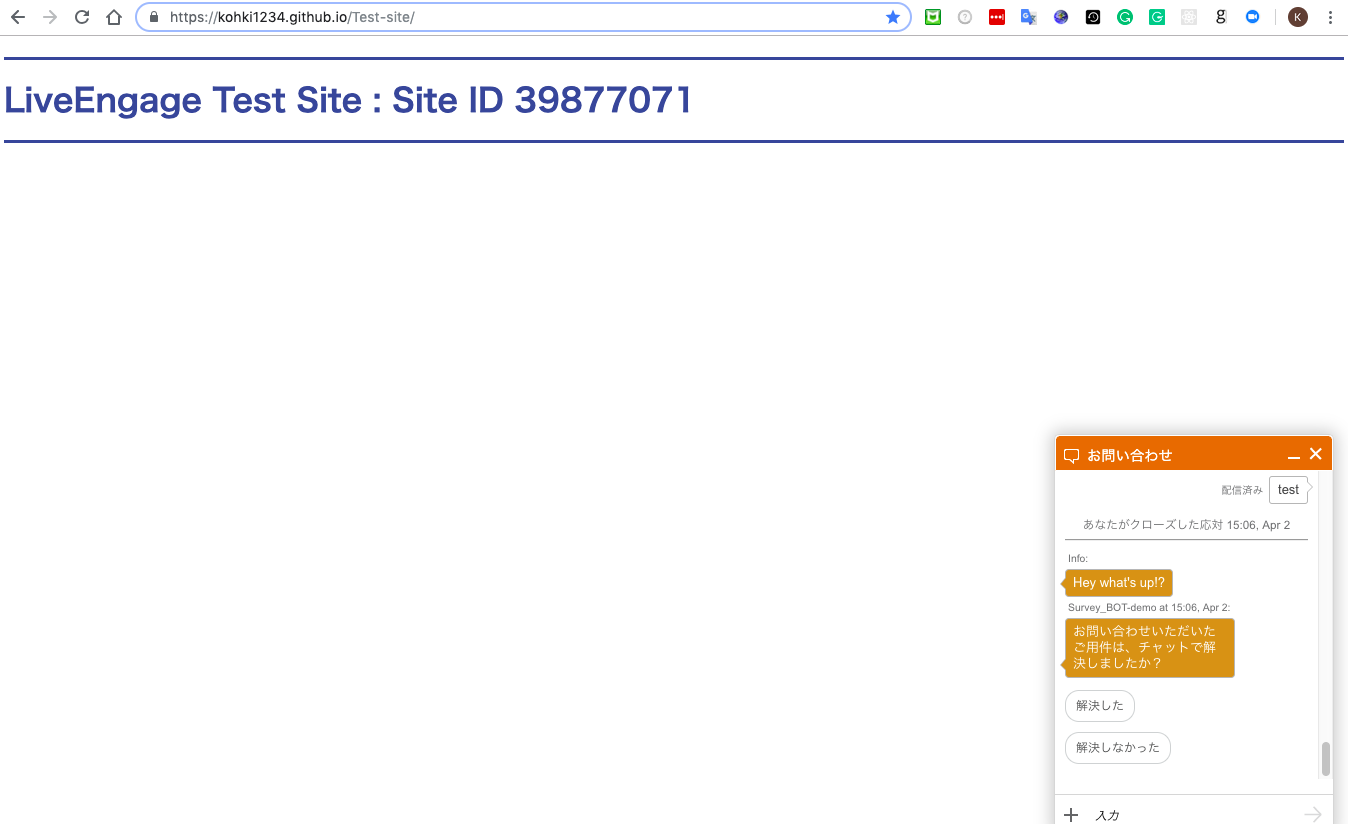 https://kohki1234.github.io/Test-site/
K
LiveEngage Test Site : Site ID 39877071
お問い合わせ
配信済み test
あなたがクローズした応対 15:06, Apr 2
Info:
Hey what's up!?
Survey_BOT-demo at 15:06, Apr 2:
お問い合わせいただいた
ご用件は、チャットで解
決しましたか？
解決した
解決しなかった
入力